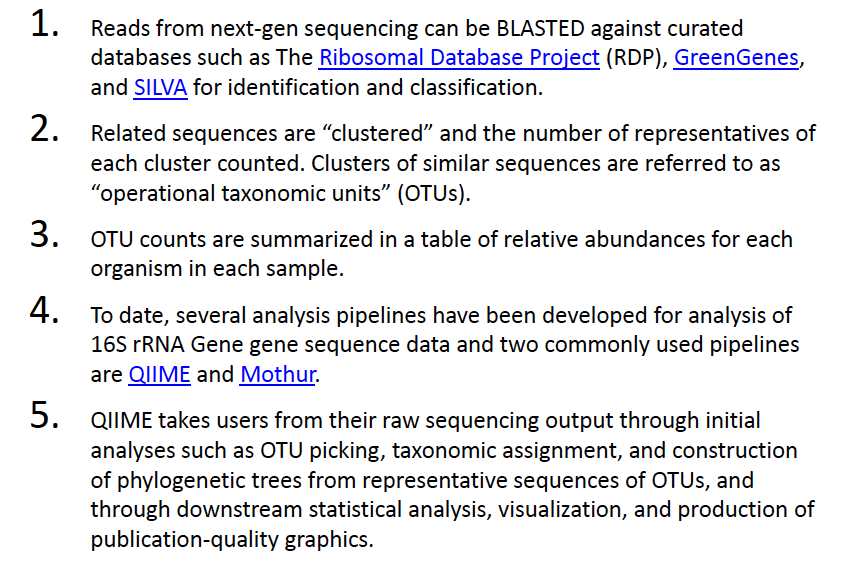 1. Reads from next-gen sequencing can be BLASTED against curated
databases such as The Ribosomal Database Project (RDP), GreenGenes,
and SILVA for identification and classification.
2. Related sequences are “clustered” and the number of representatives of
each cluster counted. Clusters of similar sequences are referred to as
“operational taxonomic units” (OTUs).
3. OTU counts are summarized in a table of relative abundances for each
organism in each sample.
4. To date, several analysis pipelines have been developed for analysis of
16S rRNA Gene gene sequence data and two commonly used pipelines
are QIIME and Mothur.
5. QIIME takes users from their raw sequencing output through initial
analyses such as OTU picking, taxonomic assignment, and construction
of phylogenetic trees from representative sequences of OTUs, and
through downstream statistical analysis, visualization, and production of
publication-quality graphics.